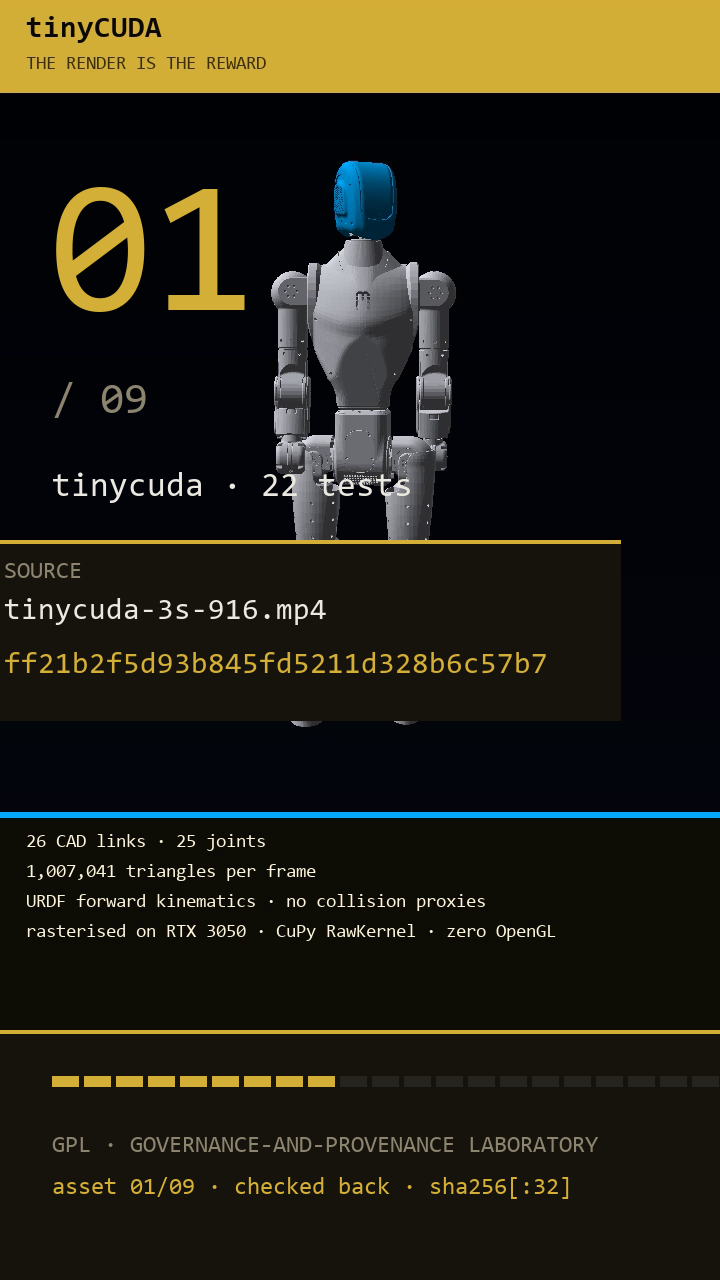 tinyCUDA
THE RENDER IS THE REWARD
01
/ 09
tinycuda · 22 tests
SOURCE
tinycuda-3s-916.mp4
ff21b2f5d93b845fd5211d328b6c57b7
26 CAD links · 25 joints
1,007,041 triangles per frame
URDF forward kinematics · no collision proxies
rasterised on RTX 3050 · CuPy RawKernel · zero OpenGL
GPL · GOVERNANCE-AND-PROVENANCE LABORATORY
asset 01/09 · checked back · sha256[:32]